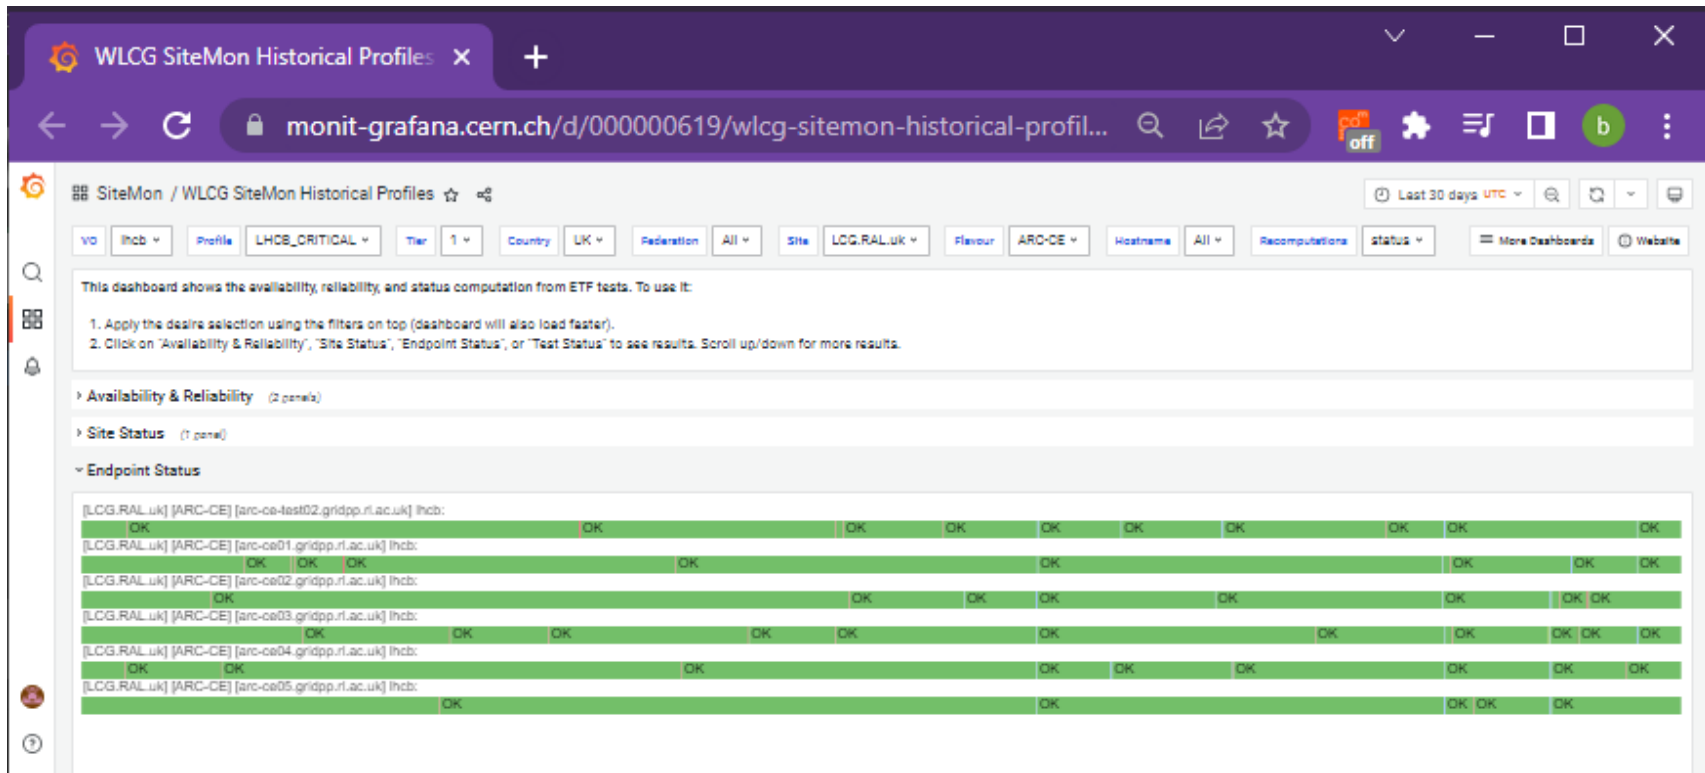 WLCG SiteMon Historical Profiles
monit-grafana.cern.ch/d/000000619/wlcg-sitemon-historical-profil...
off
b
SiteMon / WLCG SiteMon Historical Profiles
Last 30 days UTC
VO lhcb Profile LHCB_CRITICAL Tier 1 Country UK Federation All Site LCG.RAL.uk Flavour ARC-CE Hostname All Recomputations status More Dashboards Website
This dashboard shows the availability, reliability, and status computation from ETF tests. To use it:
1. Apply the desire selection using the filters on top (dashboard will also load faster).
2. Click on "Availability & Reliability", "Site Status", "Endpoint Status", or "Test Status" to see results. Scroll up/down for more results.
Availability & Reliability (2 panels)
Site Status (1 panel)
Endpoint Status
[LCG.RAL.uk] [ARC-CE] [arc-ce-test02.gridpp.rl.ac.uk] lhcb:
OK OK OK OK OK OK OK OK OK OK
[LCG.RAL.uk] [ARC-CE] [arc-ce01.gridpp.rl.ac.uk] lhcb:
OK OK OK OK OK OK OK OK
[LCG.RAL.uk] [ARC-CE] [arc-ce02.gridpp.rl.ac.uk] lhcb:
OK OK OK OK OK OK OK OK
[LCG.RAL.uk] [ARC-CE] [arc-ce03.gridpp.rl.ac.uk] lhcb:
OK OK OK OK OK OK OK OK OK OK OK
[LCG.RAL.uk] [ARC-CE] [arc-ce04.gridpp.rl.ac.uk] lhcb:
OK OK OK OK OK OK OK OK OK
[LCG.RAL.uk] [ARC-CE] [arc-ce05.gridpp.rl.ac.uk] lhcb:
OK OK OK OK OK